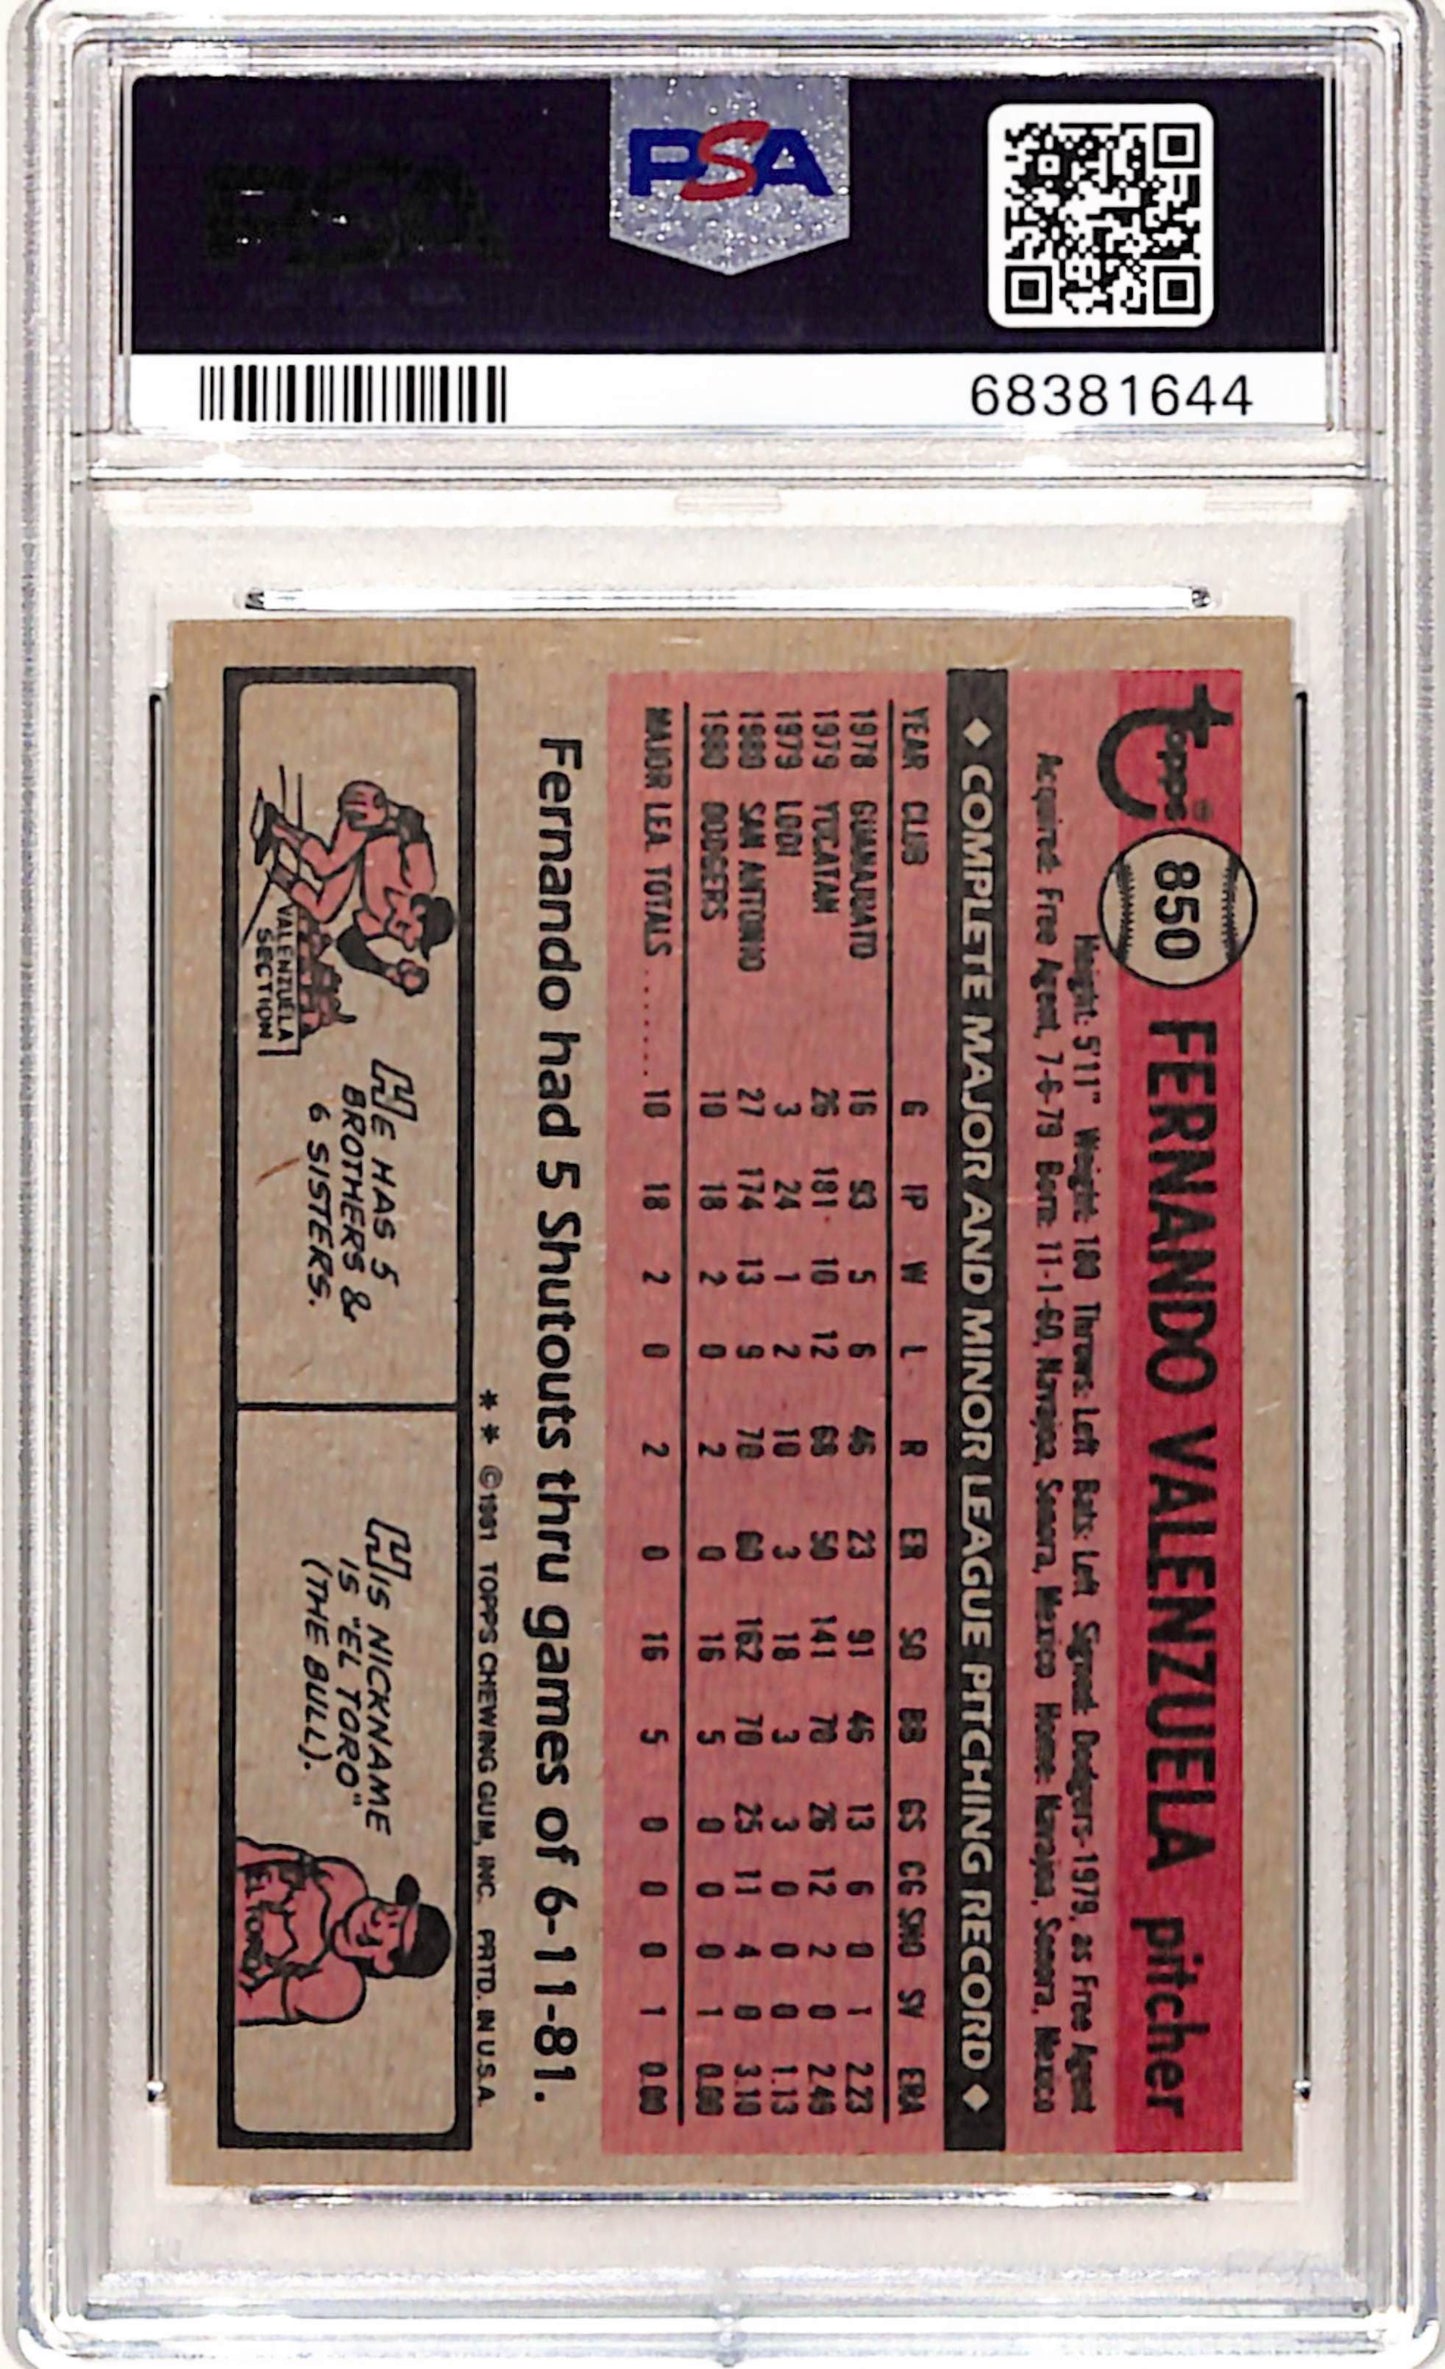 PSA
68381644
topps® 850 FERNANDO VALENZUELA pitcher
Height: 5'11" Weight: 180 Throws: Left Bats: Left Signed: Dodgers-1979, as Free Agent
Acquired: Free Agent, 7-6-79 Born: 11-1-60, Navajoa, Sonora, Mexico Home: Navajoa, Sonora, Mexico
◆ COMPLETE MAJOR AND MINOR LEAGUE PITCHING RECORD ◆
YEAR CLUB G IP W L R ER SO BB GS CG SHO SV ERA
1978 GUANAJUATO 16 93 5 6 46 23 91 46 13 6 0 1 2.23
1979 YUCATAN 26 181 10 12 68 50 141 70 26 12 2 0 2.49
1979 LODI 3 24 1 2 10 3 18 3 3 0 0 0 1.13
1980 SAN ANTONIO 27 174 13 9 70 60 162 70 25 11 4 0 3.10
1980 DODGERS 10 18 2 0 2 0 16 5 0 0 0 1 0.00
MAJOR LEA. TOTALS ...... 10 18 2 0 2 0 16 5 0 0 0 1 0.00
Fernando had 5 Shutouts thru games of 6-11-81.
** ©1981 TOPPS CHEWING GUM, INC. PRTD. IN U.S.A.
HE HAS 5
BROTHERS &
6 SISTERS.
VALENZUELA
SECTION
HIS NICKNAME
IS "EL TORO"
(THE BULL).
EL TORO